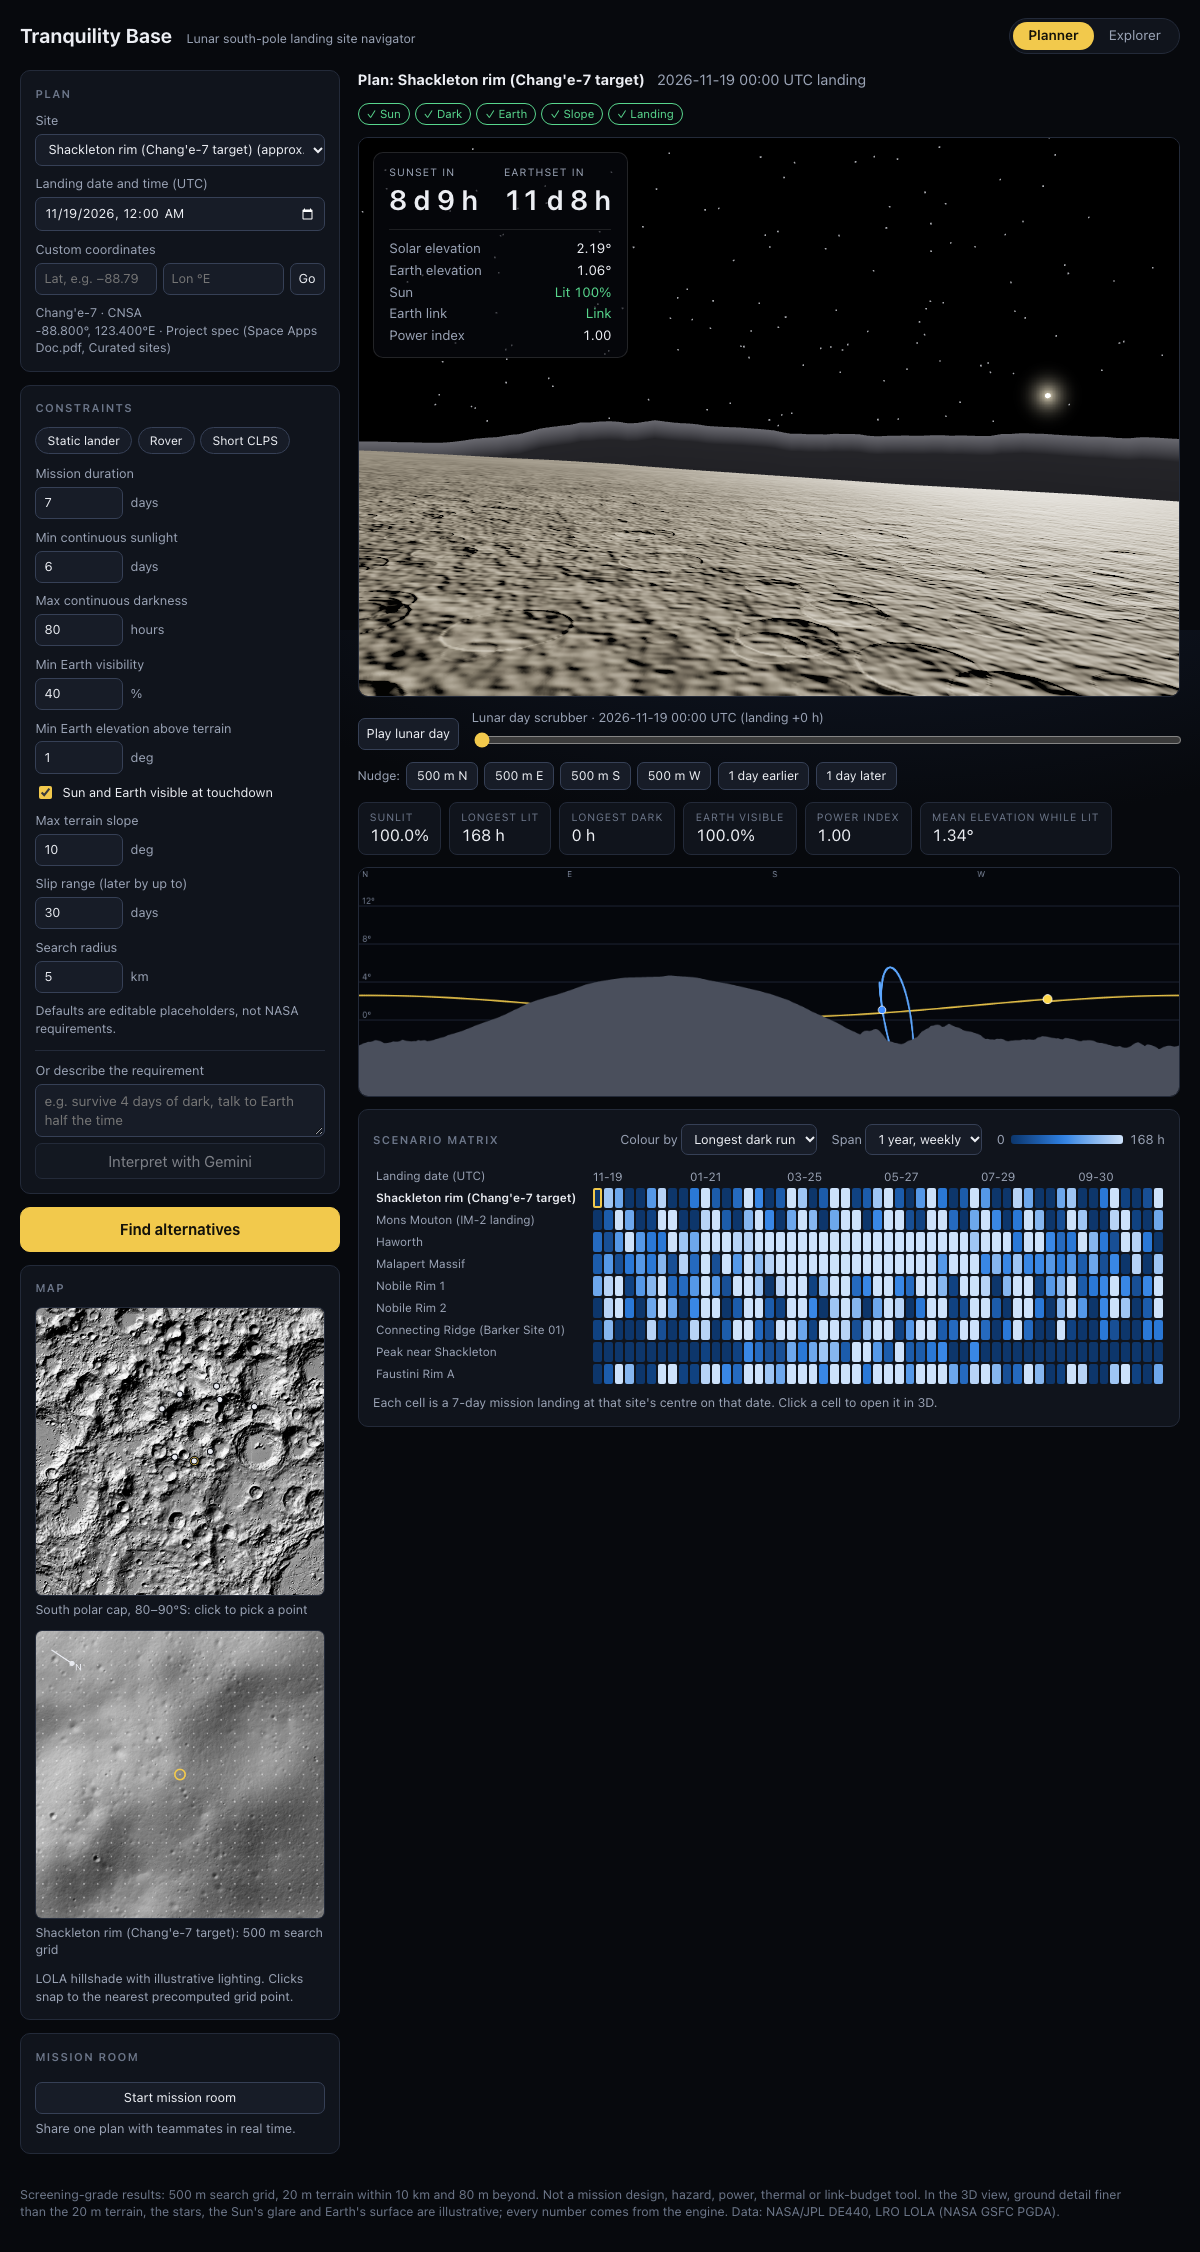 Tranquility Base
Lunar south-pole landing site navigator
Planner
Explorer
PLAN
Site
Shackleton rim (Chang'e-7 target) (approx.
Landing date and time (UTC)
11/19/2026, 12:00 AM
Custom coordinates
Lat, e.g. −88.79
Lon °E
Go
Chang'e-7 · CNSA
-88.800°, 123.400°E · Project spec (Space Apps
Doc.pdf, Curated sites)
CONSTRAINTS
Static lander
Rover
Short CLPS
Mission duration
7 days
Min continuous sunlight
6 days
Max continuous darkness
80 hours
Min Earth visibility
40 %
Min Earth elevation above terrain
1 deg
Sun and Earth visible at touchdown
Max terrain slope
10 deg
Slip range (later by up to)
30 days
Search radius
5 km
Defaults are editable placeholders, not NASA
requirements.
Or describe the requirement
e.g. survive 4 days of dark, talk to Earth
half the time
Interpret with Gemini
Find alternatives
MAP
N
South polar cap, 80–90°S: click to pick a point
Shackleton rim (Chang'e-7 target): 500 m search
grid
LOLA hillshade with illustrative lighting. Clicks
snap to the nearest precomputed grid point.
MISSION ROOM
Start mission room
Share one plan with teammates in real time.
Plan: Shackleton rim (Chang'e-7 target) 2026-11-19 00:00 UTC landing
✓ Sun
✓ Dark
✓ Earth
✓ Slope
✓ Landing
SUNSET IN
8 d 9 h
EARTHSET IN
11 d 8 h
Solar elevation 2.19°
Earth elevation 1.06°
Sun Lit 100%
Earth link Link
Power index 1.00
Play lunar day
Lunar day scrubber · 2026-11-19 00:00 UTC (landing +0 h)
Nudge:
500 m N
500 m E
500 m S
500 m W
1 day earlier
1 day later
SUNLIT
100.0%
LONGEST LIT
168 h
LONGEST DARK
0 h
EARTH VISIBLE
100.0%
POWER INDEX
1.00
MEAN ELEVATION WHILE LIT
1.34°
N E S W
12°
8°
4°
0°
SCENARIO MATRIX
Colour by Longest dark run
Span 1 year, weekly
0 168 h
Landing date (UTC) 11-19 01-21 03-25 05-27 07-29 09-30
Shackleton rim (Chang'e-7 target)
Mons Mouton (IM-2 landing)
Haworth
Malapert Massif
Nobile Rim 1
Nobile Rim 2
Connecting Ridge (Barker Site 01)
Peak near Shackleton
Faustini Rim A
Each cell is a 7-day mission landing at that site's centre on that date. Click a cell to open it in 3D.
Screening-grade results: 500 m search grid, 20 m terrain within 10 km and 80 m beyond. Not a mission design, hazard, power, thermal or link-budget tool. In the 3D view, ground detail finer
than the 20 m terrain, the stars, the Sun's glare and Earth's surface are illustrative; every number comes from the engine. Data: NASA/JPL DE440, LRO LOLA (NASA GSFC PGDA).